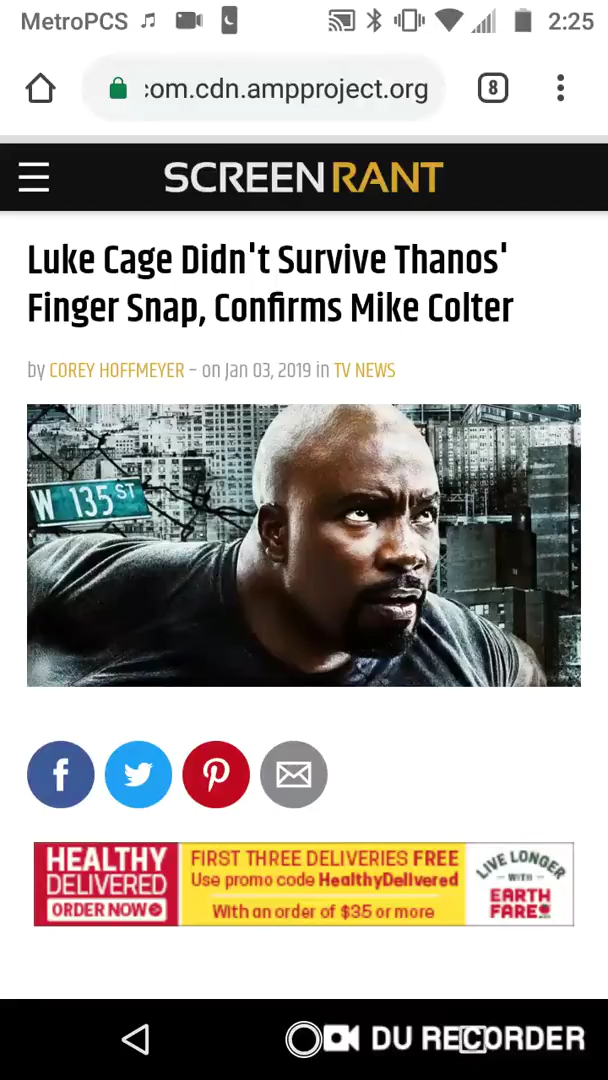 MetroPCS 2:25
:om.cdn.ampproject.org 8
SCREENRANT
Luke Cage Didn't Survive Thanos'
Finger Snap, Confirms Mike Colter
by COREY HOFFMEYER – on Jan 03, 2019 in TV NEWS
W 135 ST
HEALTHY
DELIVERED
ORDER NOW
FIRST THREE DELIVERIES FREE
Use promo code HealthyDelivered
With an order of $35 or more
LIVE LONGER
WITH
EARTH
FARE
DU RECORDER